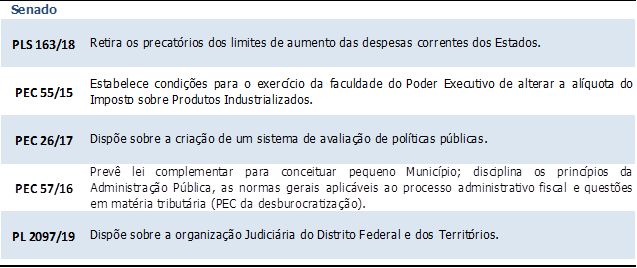 Senado
PLS 163/18 Retira os precatórios dos limites de aumento das despesas correntes dos Estados.
PEC 55/15 Estabelece condições para o exercício da faculdade do Poder Executivo de alterar a alíquota do
Imposto sobre Produtos Industrializados.
PEC 26/17 Dispõe sobre a criação de um sistema de avaliação de políticas públicas.
PEC 57/16 Prevê lei complementar para conceituar pequeno Município; disciplina os princípios da
Administração Pública, as normas gerais aplicáveis ao processo administrativo fiscal e questões
em matéria tributária (PEC da desburocratização).
PL 2097/19 Dispõe sobre a organização Judiciária do Distrito Federal e dos Territórios.